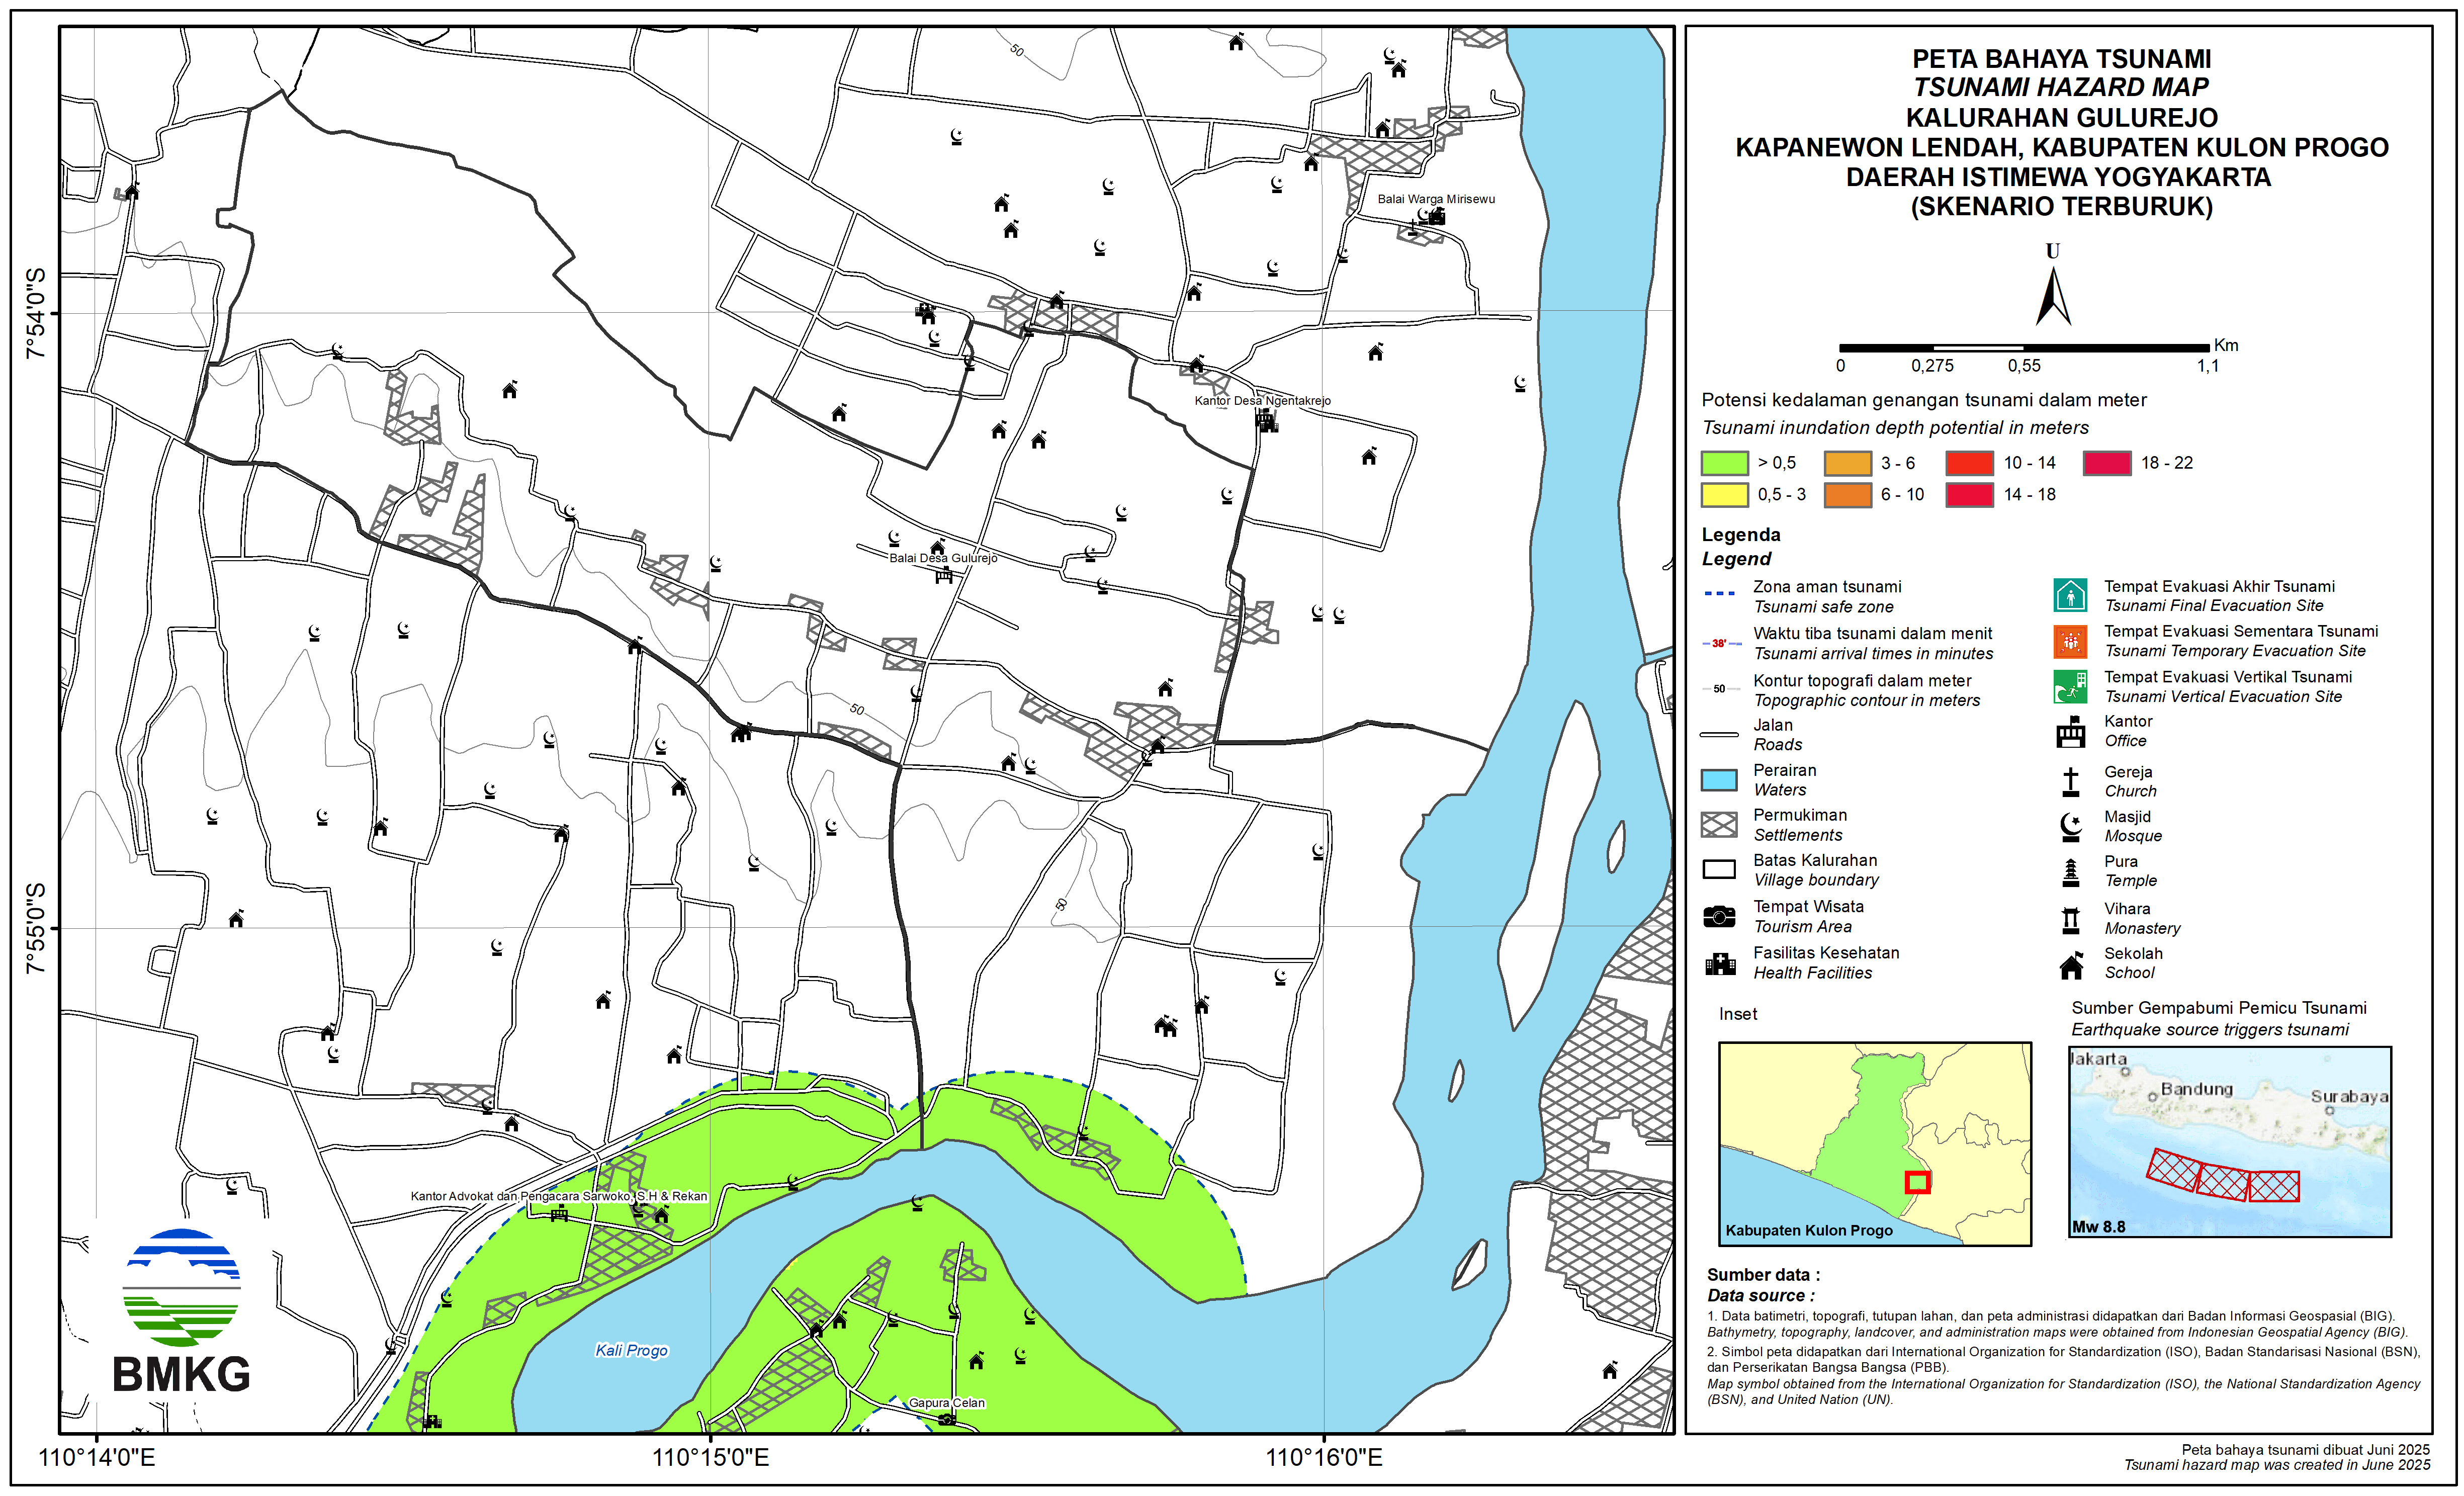 PETA BAHAYA TSUNAMI
TSUNAMI HAZARD MAP
KALURAHAN GULUREJO
KAPANEWON LENDAH, KABUPATEN KULON PROGO
DAERAH ISTIMEWA YOGYAKARTA
(SKENARIO TERBURUK)
U
Km
0 0,275 0,55 1,1
Potensi kedalaman genangan tsunami dalam meter
Tsunami inundation depth potential in meters
> 0,5 3 - 6 10 - 14 18 - 22
0,5 - 3 6 - 10 14 - 18
Legenda
Legend
Zona aman tsunami
Tsunami safe zone
38'
Waktu tiba tsunami dalam menit
Tsunami arrival times in minutes
50
Kontur topografi dalam meter
Topographic contour in meters
Jalan
Roads
Perairan
Waters
Permukiman
Settlements
Batas Kalurahan
Village boundary
Tempat Wisata
Tourism Area
Fasilitas Kesehatan
Health Facilities
Tempat Evakuasi Akhir Tsunami
Tsunami Final Evacuation Site
Tempat Evakuasi Sementara Tsunami
Tsunami Temporary Evacuation Site
Tempat Evakuasi Vertikal Tsunami
Tsunami Vertical Evacuation Site
Kantor
Office
Gereja
Church
Masjid
Mosque
Pura
Temple
Vihara
Monastery
Sekolah
School
Inset
Kabupaten Kulon Progo
Sumber Gempabumi Pemicu Tsunami
Earthquake source triggers tsunami
Jakarta
Bandung
Surabaya
Mw 8.8
Sumber data :
Data source :
1. Data batimetri, topografi, tutupan lahan, dan peta administrasi didapatkan dari Badan Informasi Geospasial (BIG).
Bathymetry, topography, landcover, and administration maps were obtained from Indonesian Geospatial Agency (BIG).
2. Simbol peta didapatkan dari International Organization for Standardization (ISO), Badan Standarisasi Nasional (BSN),
dan Perserikatan Bangsa Bangsa (PBB).
Map symbol obtained from the International Organization for Standardization (ISO), the National Standardization Agency
(BSN), and United Nation (UN).
Peta bahaya tsunami dibuat Juni 2025
Tsunami hazard map was created in June 2025
50
Balai Warga Mirisewu
Kantor Desa Ngentakrejo
Balai Desa Gulurejo
50
50
Kantor Advokat dan Pengacara Sarwoko, S.H & Rekan
Kali Progo
Gapura Celan
BMKG
7°54'0"S
7°55'0"S
110°14'0"E
110°15'0"E
110°16'0"E